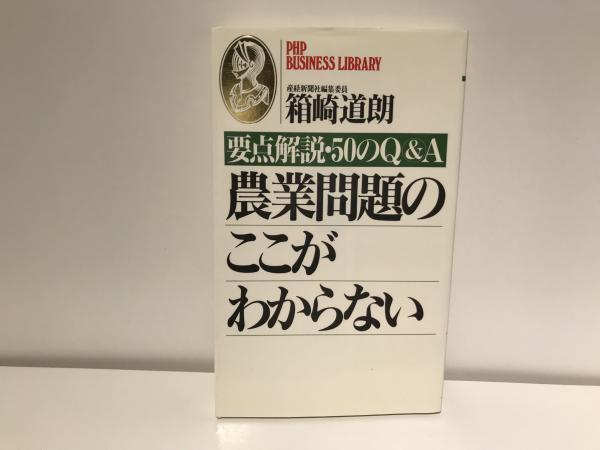 PHP
BUSINESS LIBRARY
産経新聞社編集委員
箱崎道朗
要点解説・50のQ&A
農業問題の
ここが
わからない